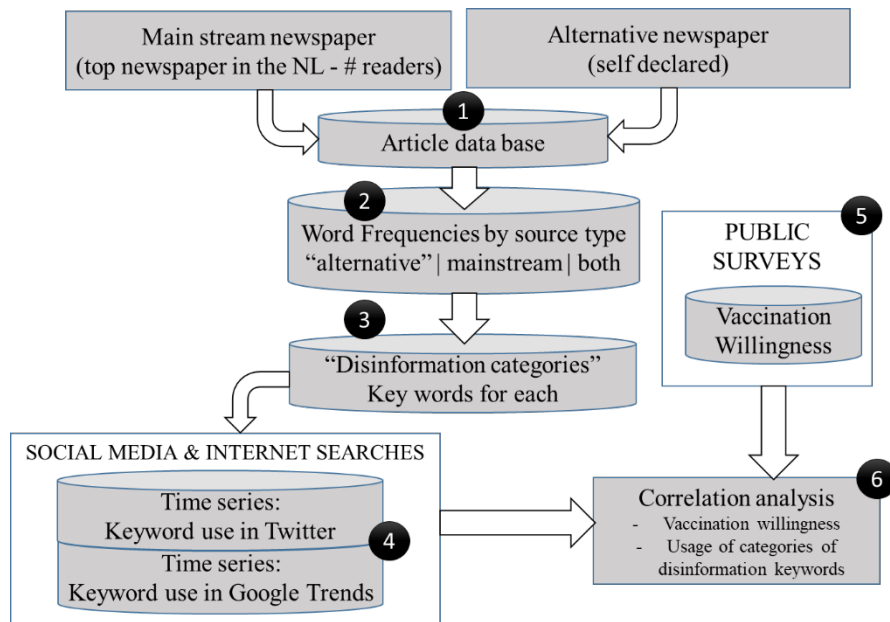 Main stream newspaper
(top newspaper in the NL - # readers)
Alternative newspaper
(self declared)
1
Article data base
2
Word Frequencies by source type
“alternative” | mainstream | both
3
“Disinformation categories”
Key words for each
5
PUBLIC
SURVEYS
Vaccination
Willingness
SOCIAL MEDIA & INTERNET SEARCHES
Time series:
Keyword use in Twitter
4
Time series:
Keyword use in Google Trends
6
Correlation analysis
- Vaccination willingness
- Usage of categories of
disinformation keywords